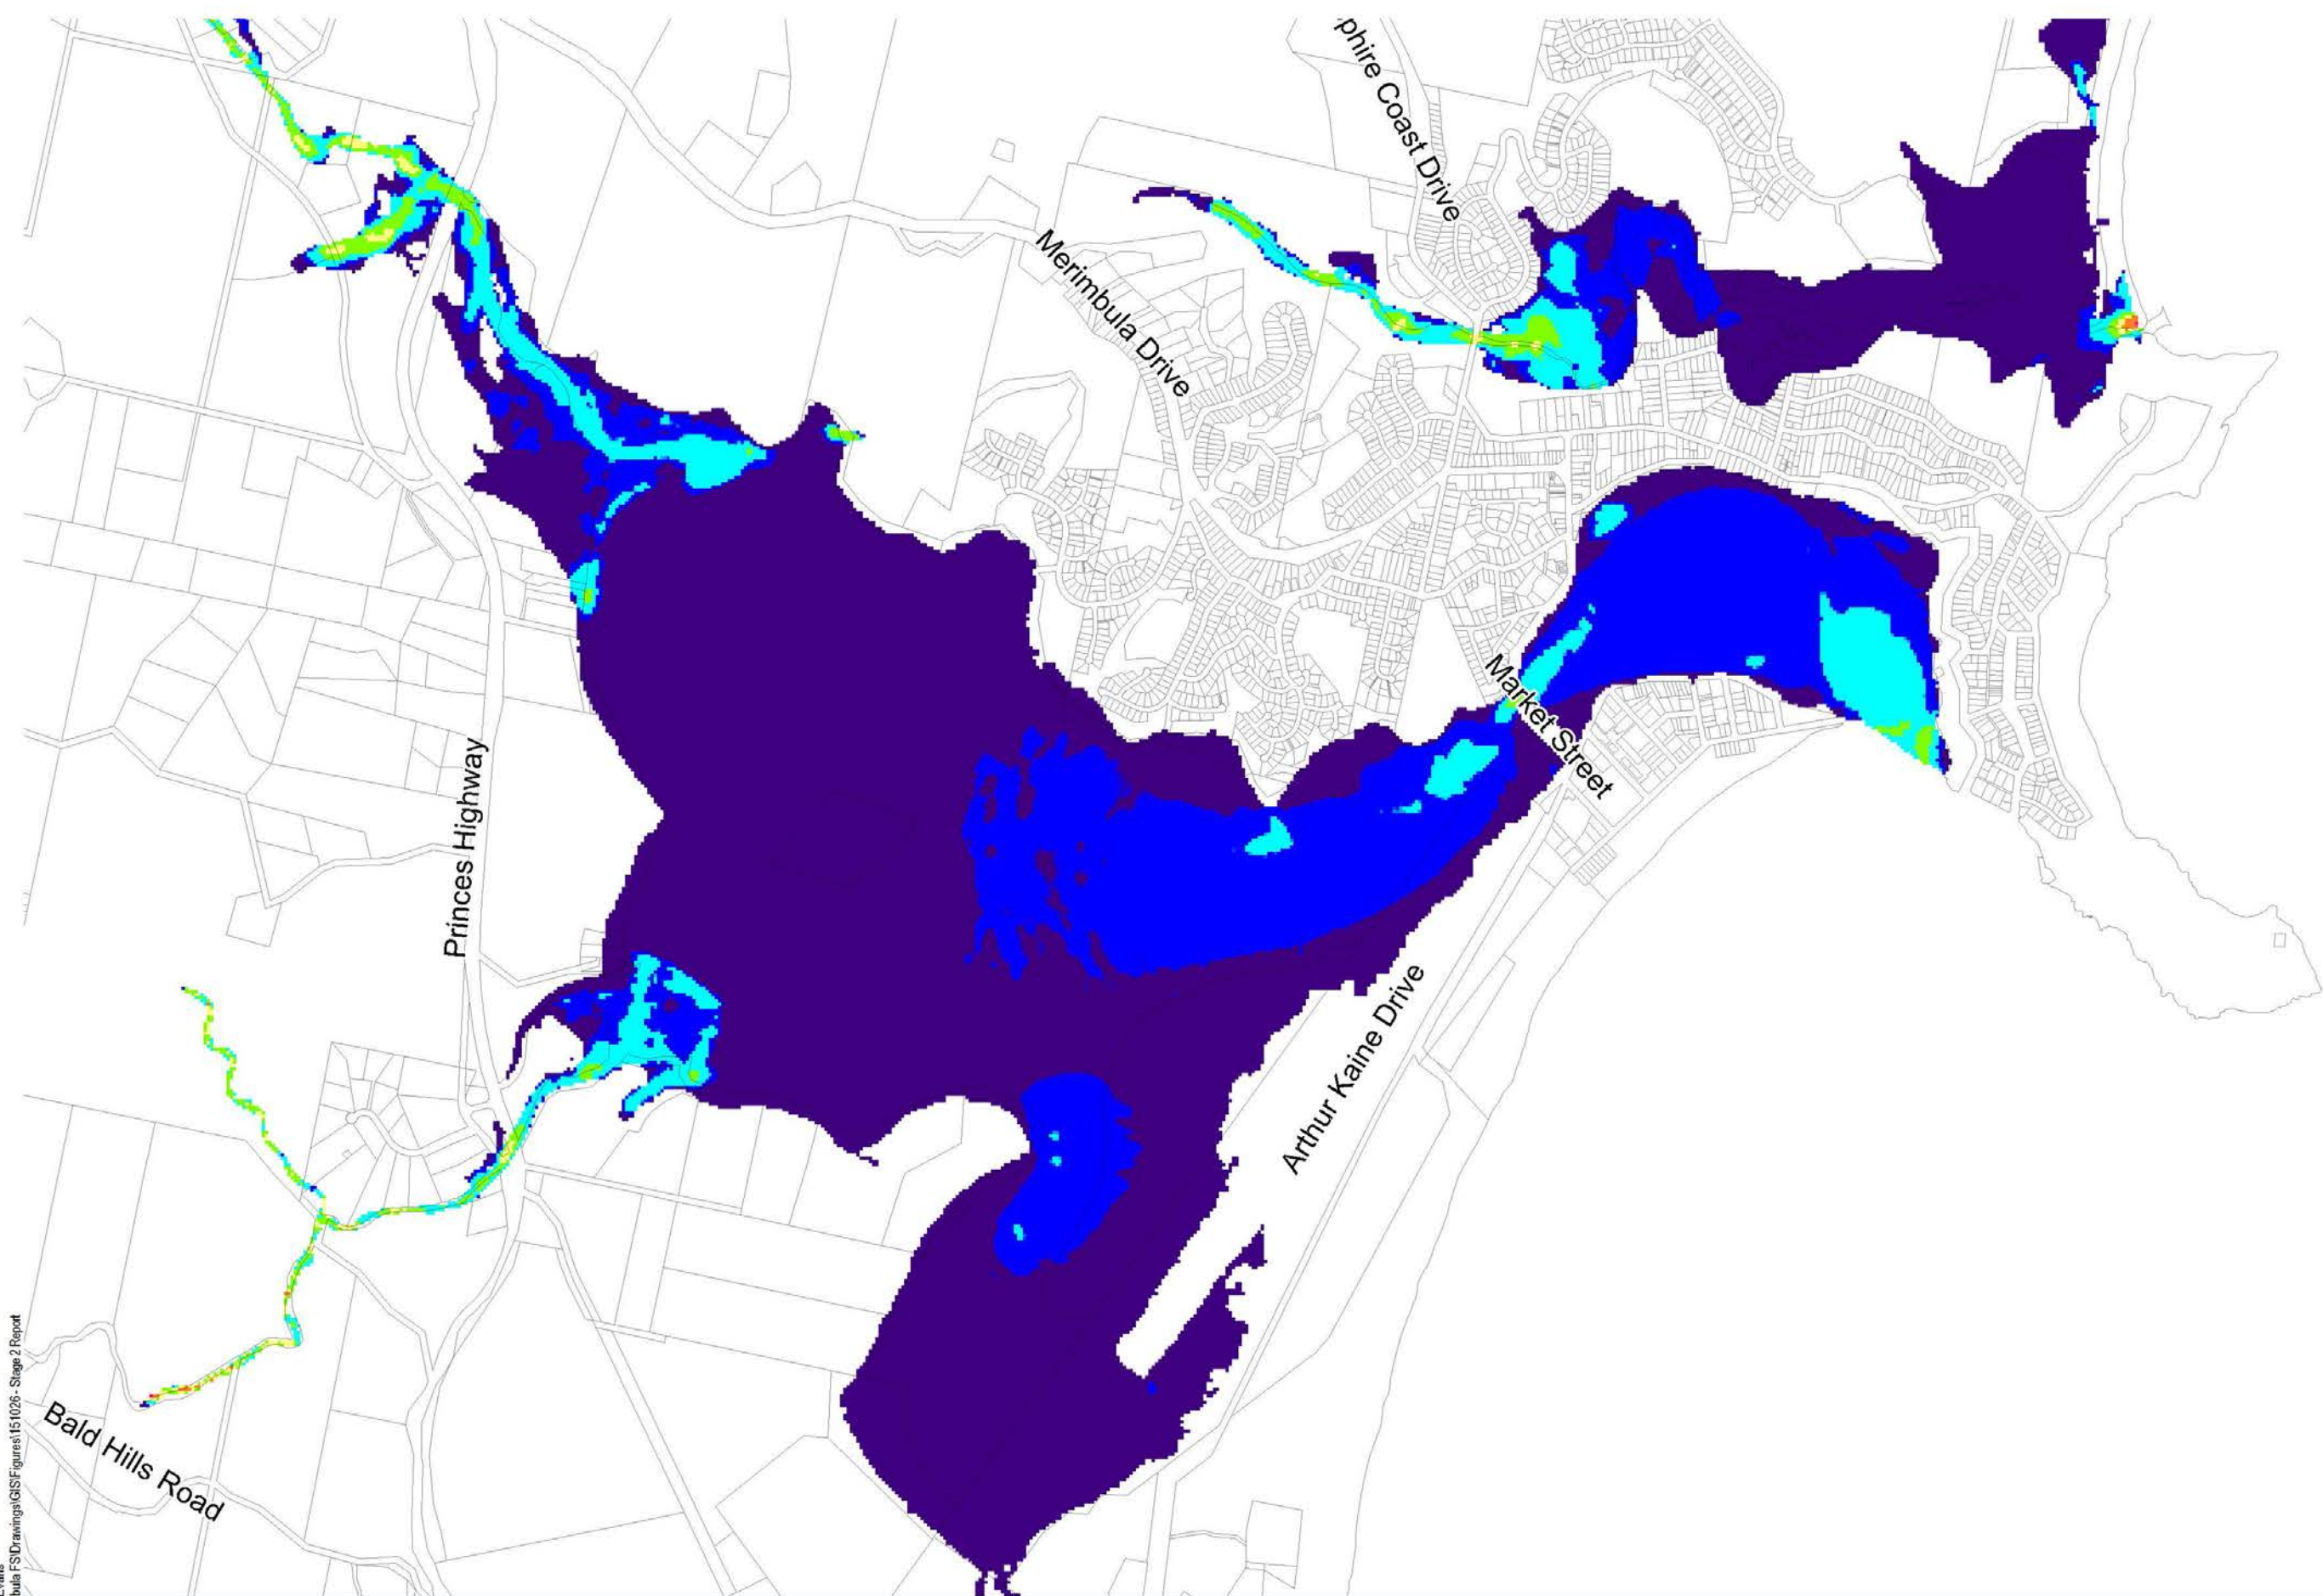 phire Coast Drive
Merimbula Drive
Market Street
Princes Highway
Arthur Kaine Drive
Bald Hills Road
bula FS\Drawings\GIS\Figures\151026 - Stage 2 Report